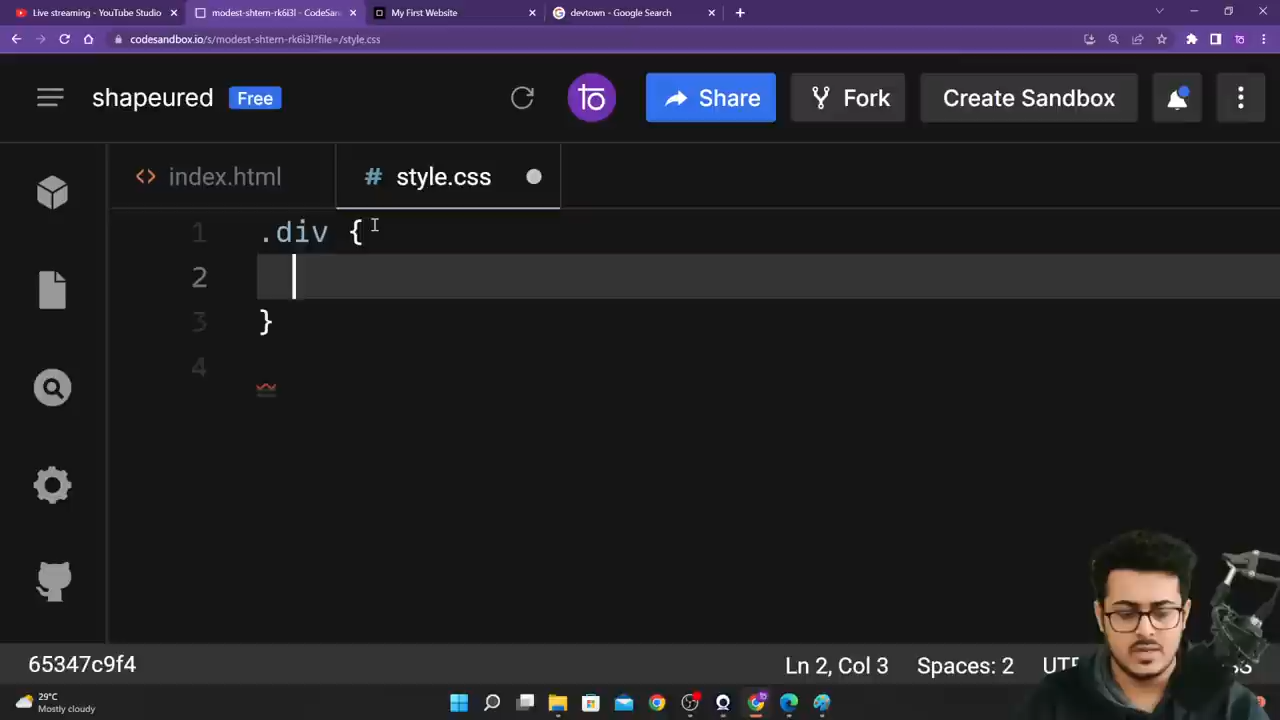 Live streaming - YouTube Studio
modest-shtern-rk6i3l - CodeSan
My First Website
devtown - Google Search
codesandbox.io/s/modest-shtern-rk6i3l?file=/style.css
shapeured Free
to Share Fork Create Sandbox
index.html
# style.css
1 .div {
2
3 }
4
65347c9f4
Ln 2, Col 3 Spaces: 2
29°C
Mostly cloudy